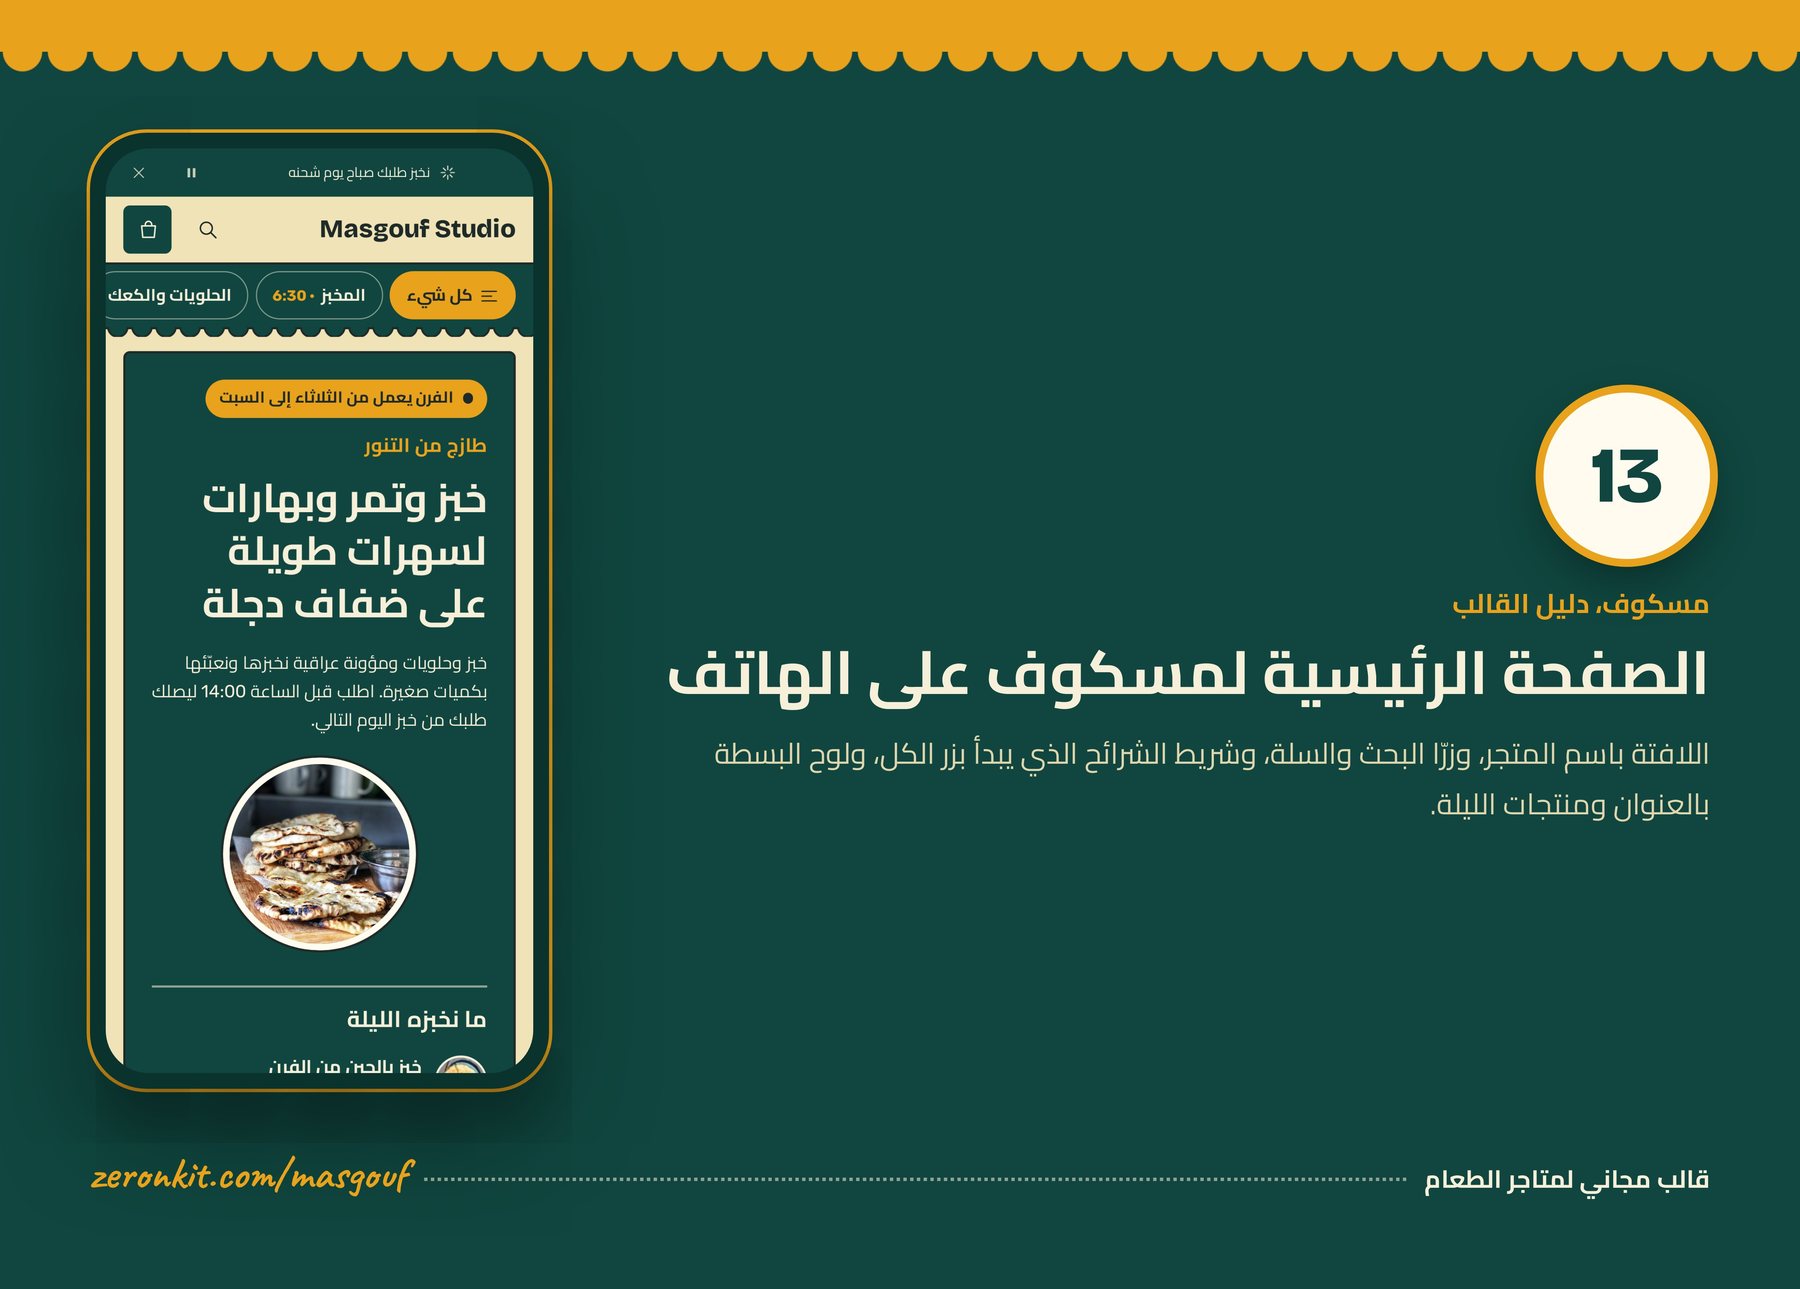 13
مسكوف، دليل القالب
الصفحة الرئيسية لمسكوف على الهاتف
اللافتة باسم المتجر، وزرّا البحث والسلة، وشريط الشرائح الذي يبدأ بزر الكل، ولوح البسطة
بالعنوان ومنتجات الليلة.
نخبز طلبك صباح يوم شحنه
Masgouf Studio
كل شيء
المخبز · 6:30
الحلويات والكعك
الفرن يعمل من الثلاثاء إلى السبت
طازج من التنور
خبز وتمر وبهارات
لسهرات طويلة
على ضفاف دجلة
خبز وحلويات ومؤونة عراقية نخبزها ونعبّئها
بكميات صغيرة. اطلب قبل الساعة 14:00 ليصلك
طلبك من خبز اليوم التالي.
ما نخبزه الليلة
خبز بالجبن من الفرن
قالب مجاني لمتاجر الطعام
zeronkit.com/masgouf